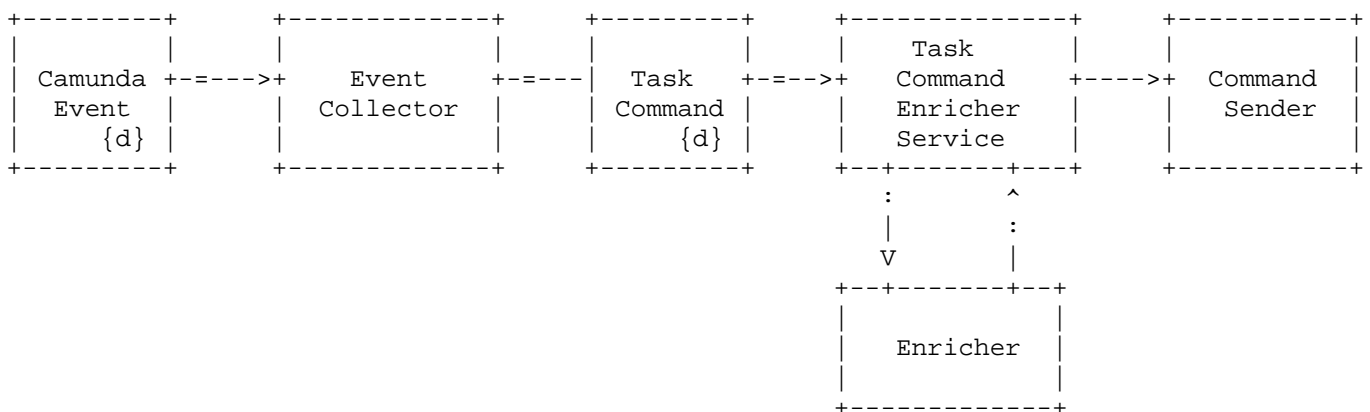 Task
Camunda Event Task Command Command
Event Collector Command Enricher Sender
{d} {d} Service
Enricher